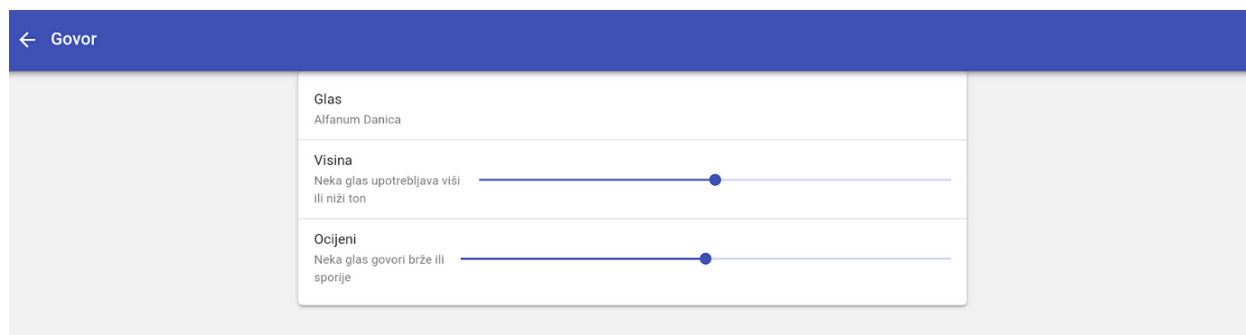 Govor
Glas
Alfanum Danica
Visina
Neka glas upotrebljava viši
ili niži ton
Ocijeni
Neka glas govori brže ili
sporije